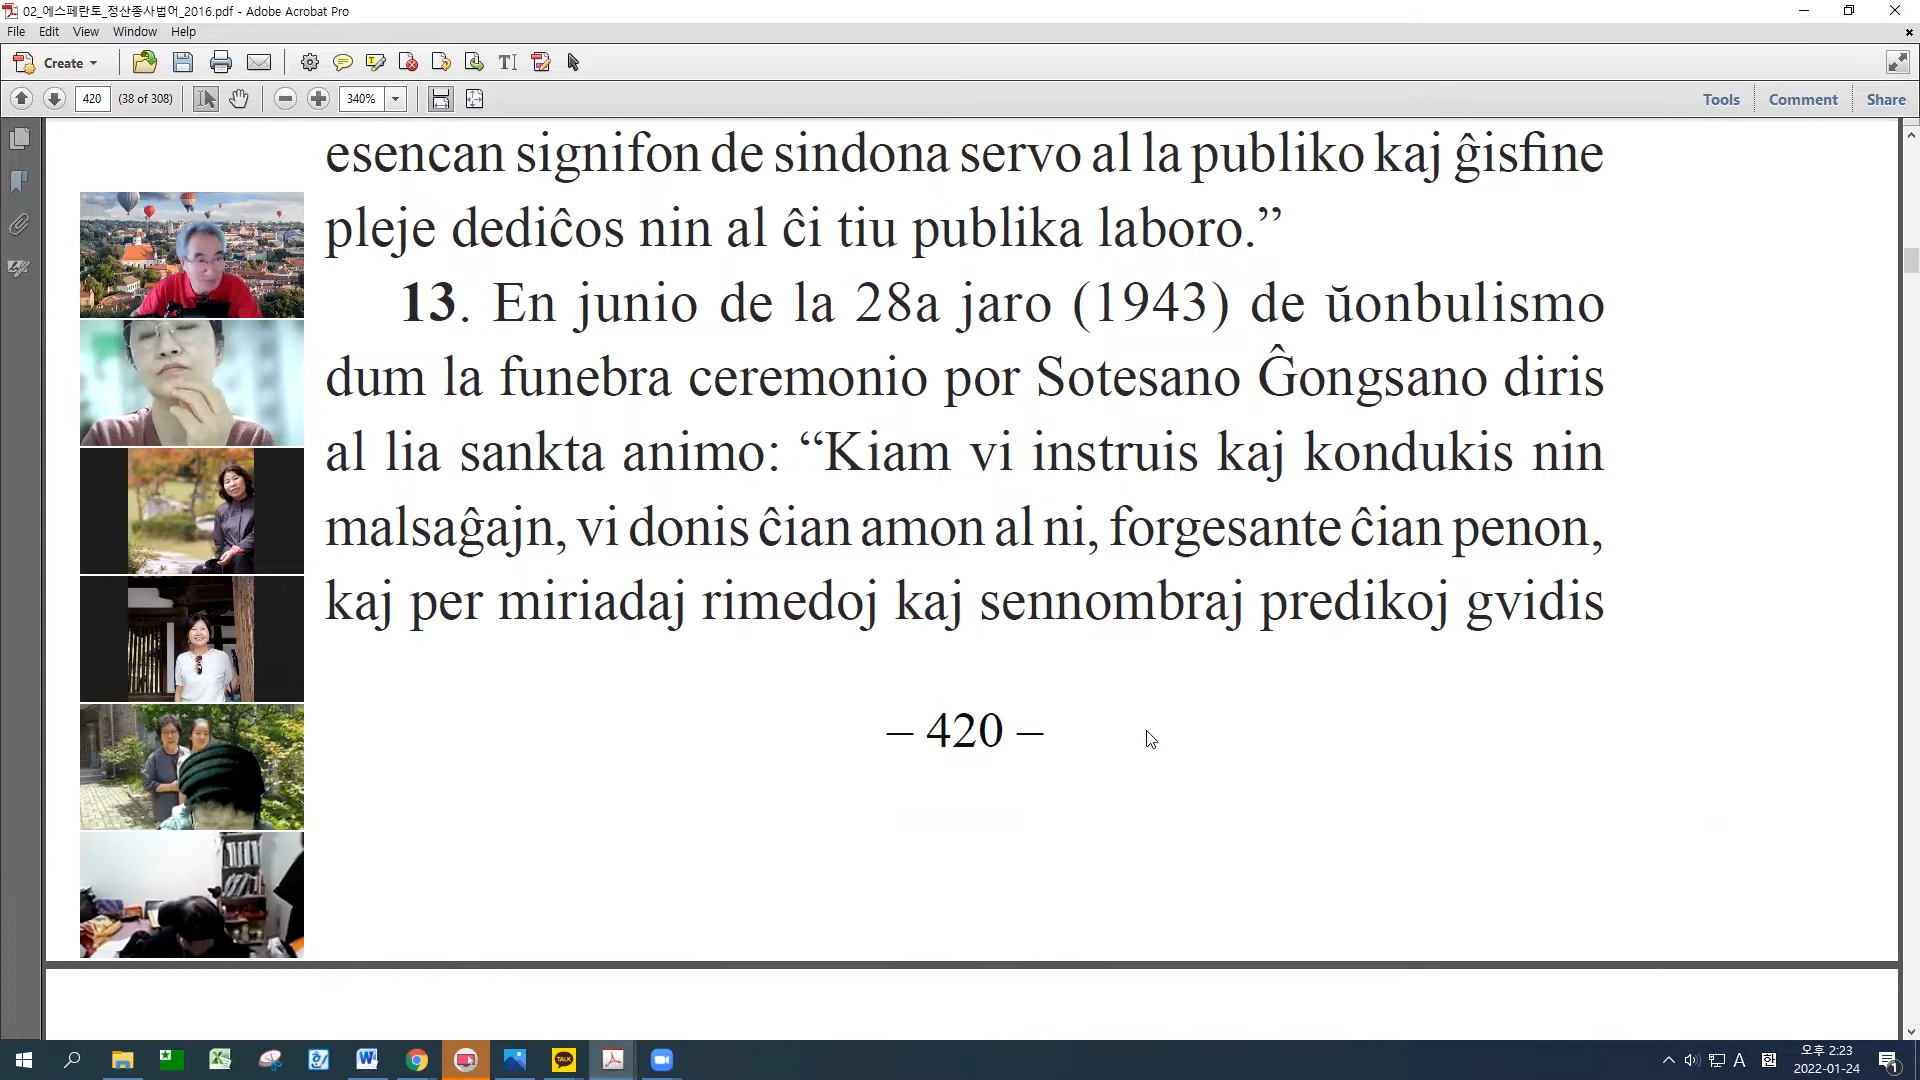 02_에스페란토_정산종사법어_2016.pdf - Adobe Acrobat Pro
File Edit View Window Help
Create
420 (38 of 308) 340% Tools Comment Share
esencan signifon de sindona servo al la publiko kaj ĝisfine
pleje dediĉos nin al ĉi tiu publika laboro.”
13. En junio de la 28a jaro (1943) de ŭonbulismo
dum la funebra ceremonio por Sotesano Ĝongsano diris
al lia sankta animo: “Kiam vi instruis kaj kondukis nin
malsaĝajn, vi donis ĉian amon al ni, forgesante ĉian penon,
kaj per miriadaj rimedoj kaj sennombraj predikoj gvidis
– 420 –
TALK
A 한 오후 2:23
2022-01-24
1